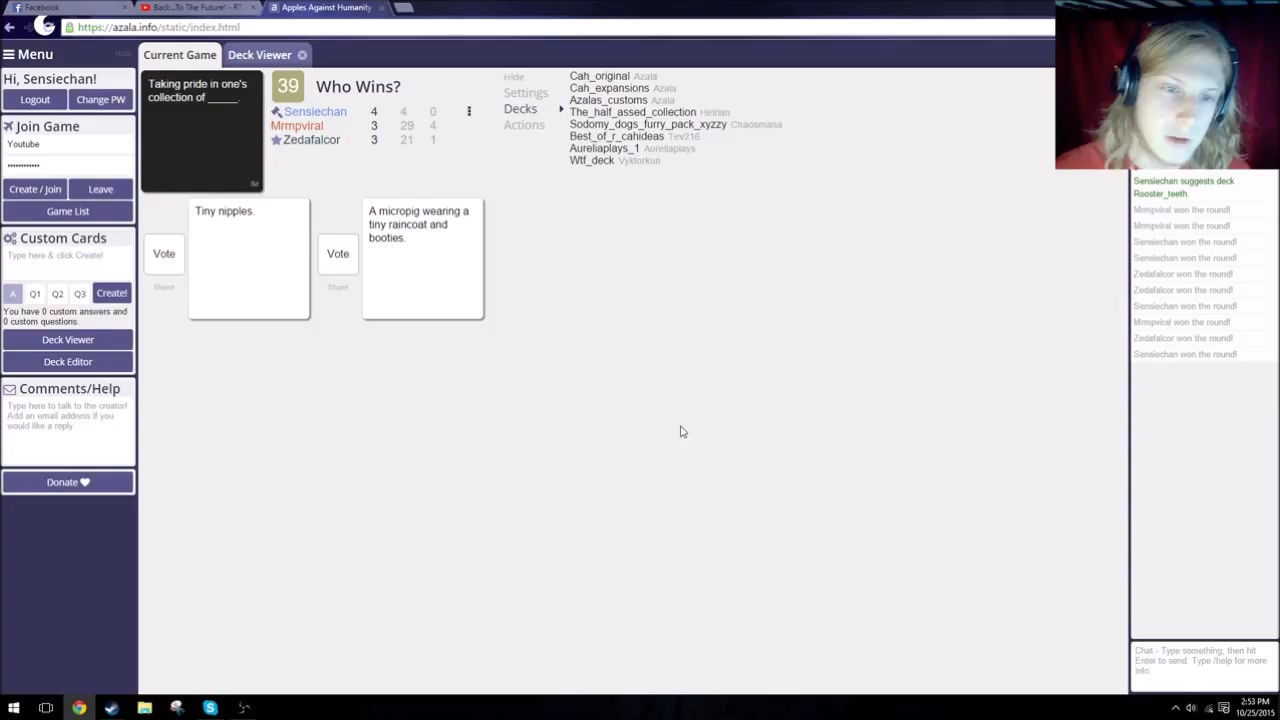 Facebook
Back...To The Future! - RT
Apples Against Humanity
https://azala.info/static/index.html
Menu
Hide
Hi, Sensiechan!
Logout
Change PW
Join Game
Youtube
Create / Join
Leave
Game List
Custom Cards
Type here & click Create!
A
Q1
Q2
Q3
Create!
You have 0 custom answers and
0 custom questions.
Deck Viewer
Deck Editor
Comments/Help
Type here to talk to the creator!
Add an email address if you
would like a reply.
Donate
Current Game
Deck Viewer
Taking pride in one's
collection of _____.
39
Who Wins?
Sensiechan 4 4 0
Mrmpviral 3 29 4
Zedafalcor 3 21 1
Hide
Settings
Decks
Actions
Cah_original Azala
Cah_expansions Azala
Azalas_customs Azala
The_half_assed_collection Heirlan
Sodomy_dogs_furry_pack_xyzzy Chaosmana
Best_of_r_cahideas Tev216
Aureliaplays_1 Aureliaplays
Wtf_deck Vyktorkun
Vote
Share
Tiny nipples.
Vote
Share
A micropig wearing a
tiny raincoat and
booties.
Sensiechan suggests deck
Rooster_teeth
Mrmpviral won the round!
Mrmpviral won the round!
Sensiechan won the round!
Sensiechan won the round!
Zedafalcor won the round!
Zedafalcor won the round!
Sensiechan won the round!
Mrmpviral won the round!
Zedafalcor won the round!
Sensiechan won the round!
Chat - Type something, then hit
Enter to send. Type /help for more
info.
2:53 PM
10/25/2015